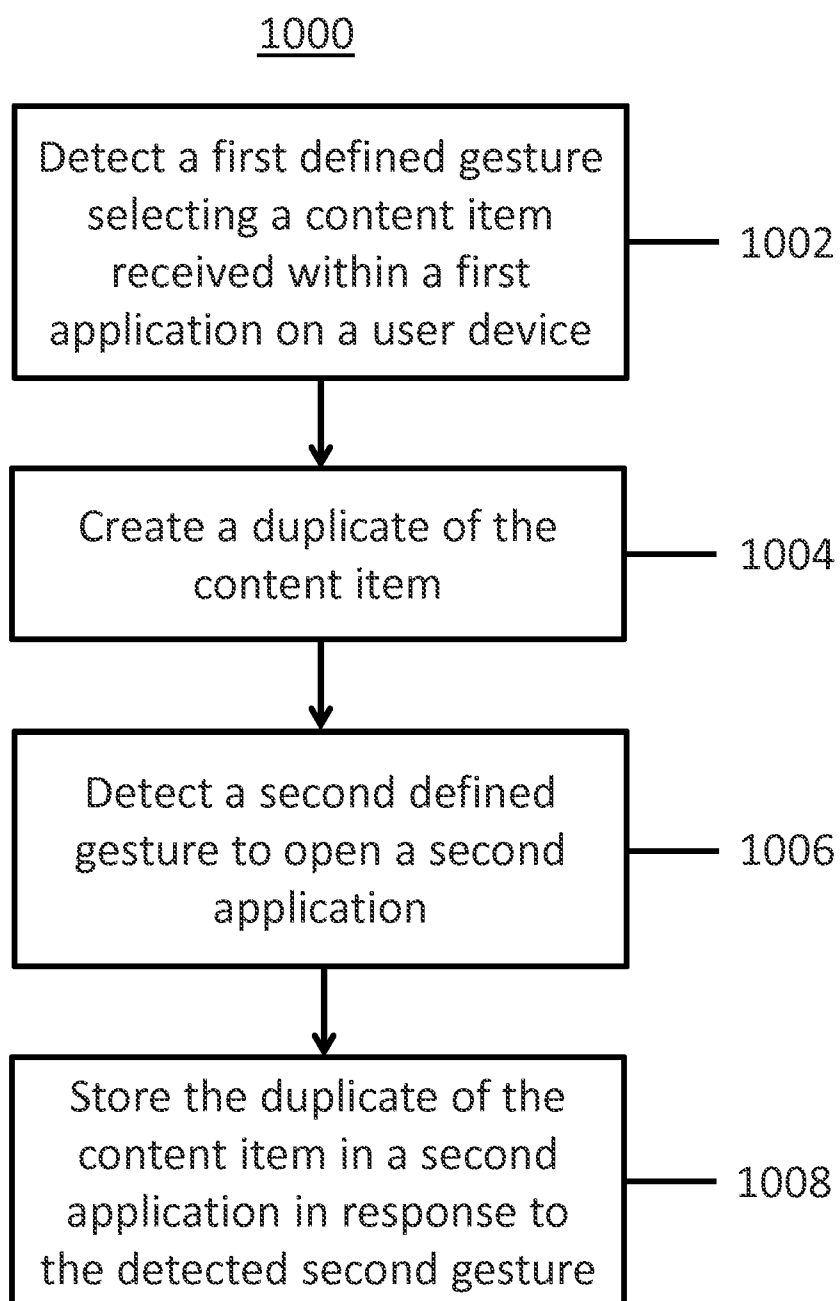 1000
Detect a first defined gesture
selecting a content item
received within a first
application on a user device
1002
Create a duplicate of the
content item
1004
Detect a second defined
gesture to open a second
application
1006
Store the duplicate of the
content item in a second
application in response to
the detected second gesture
1008